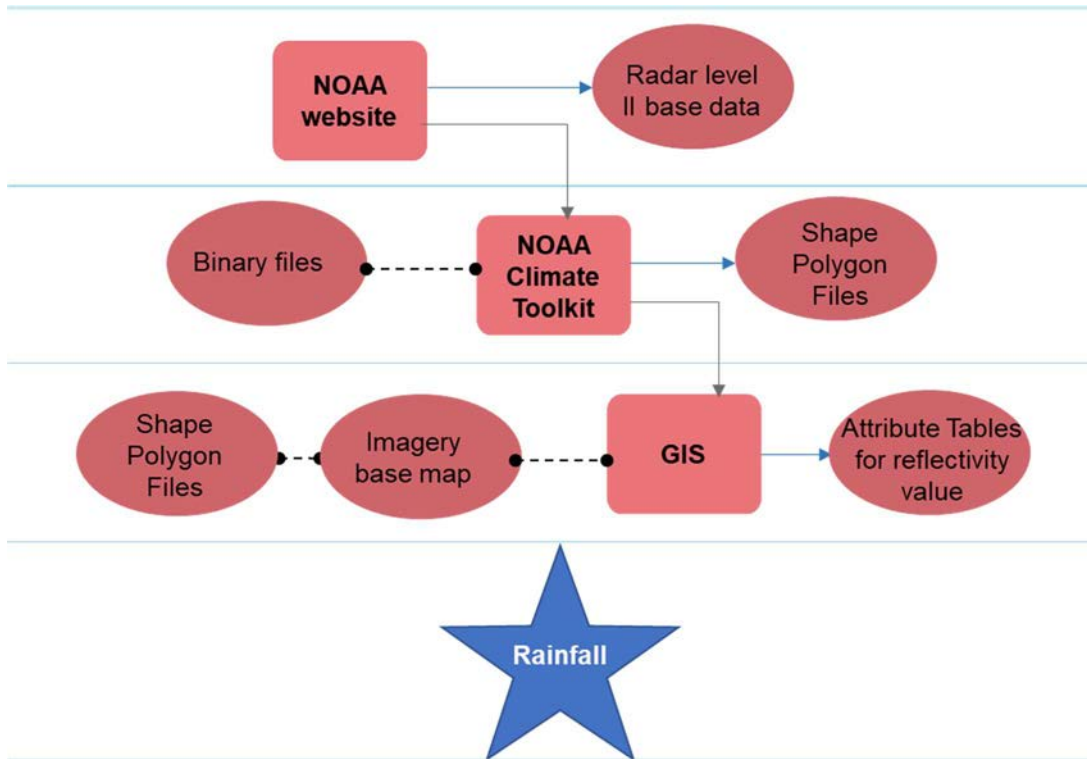 NOAA
website
Radar level
II base data
Binary files
NOAA
Climate
Toolkit
Shape
Polygon
Files
Shape
Polygon
Files
Imagery
base map
GIS
Attribute Tables
for reflectivity
value
Rainfall